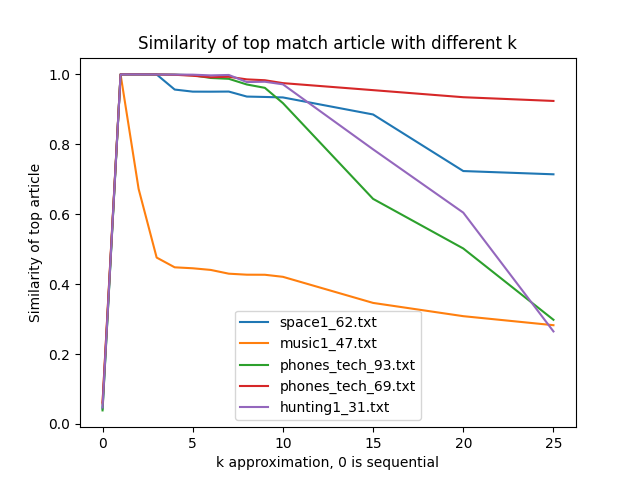 Similarity of top match article with different k
Similarity of top article
1.0
0.8
0.6
0.4
0.2
0.0
space1_62.txt
music1_47.txt
phones_tech_93.txt
phones_tech_69.txt
hunting1_31.txt
0 5 10 15 20 25
k approximation, 0 is sequential